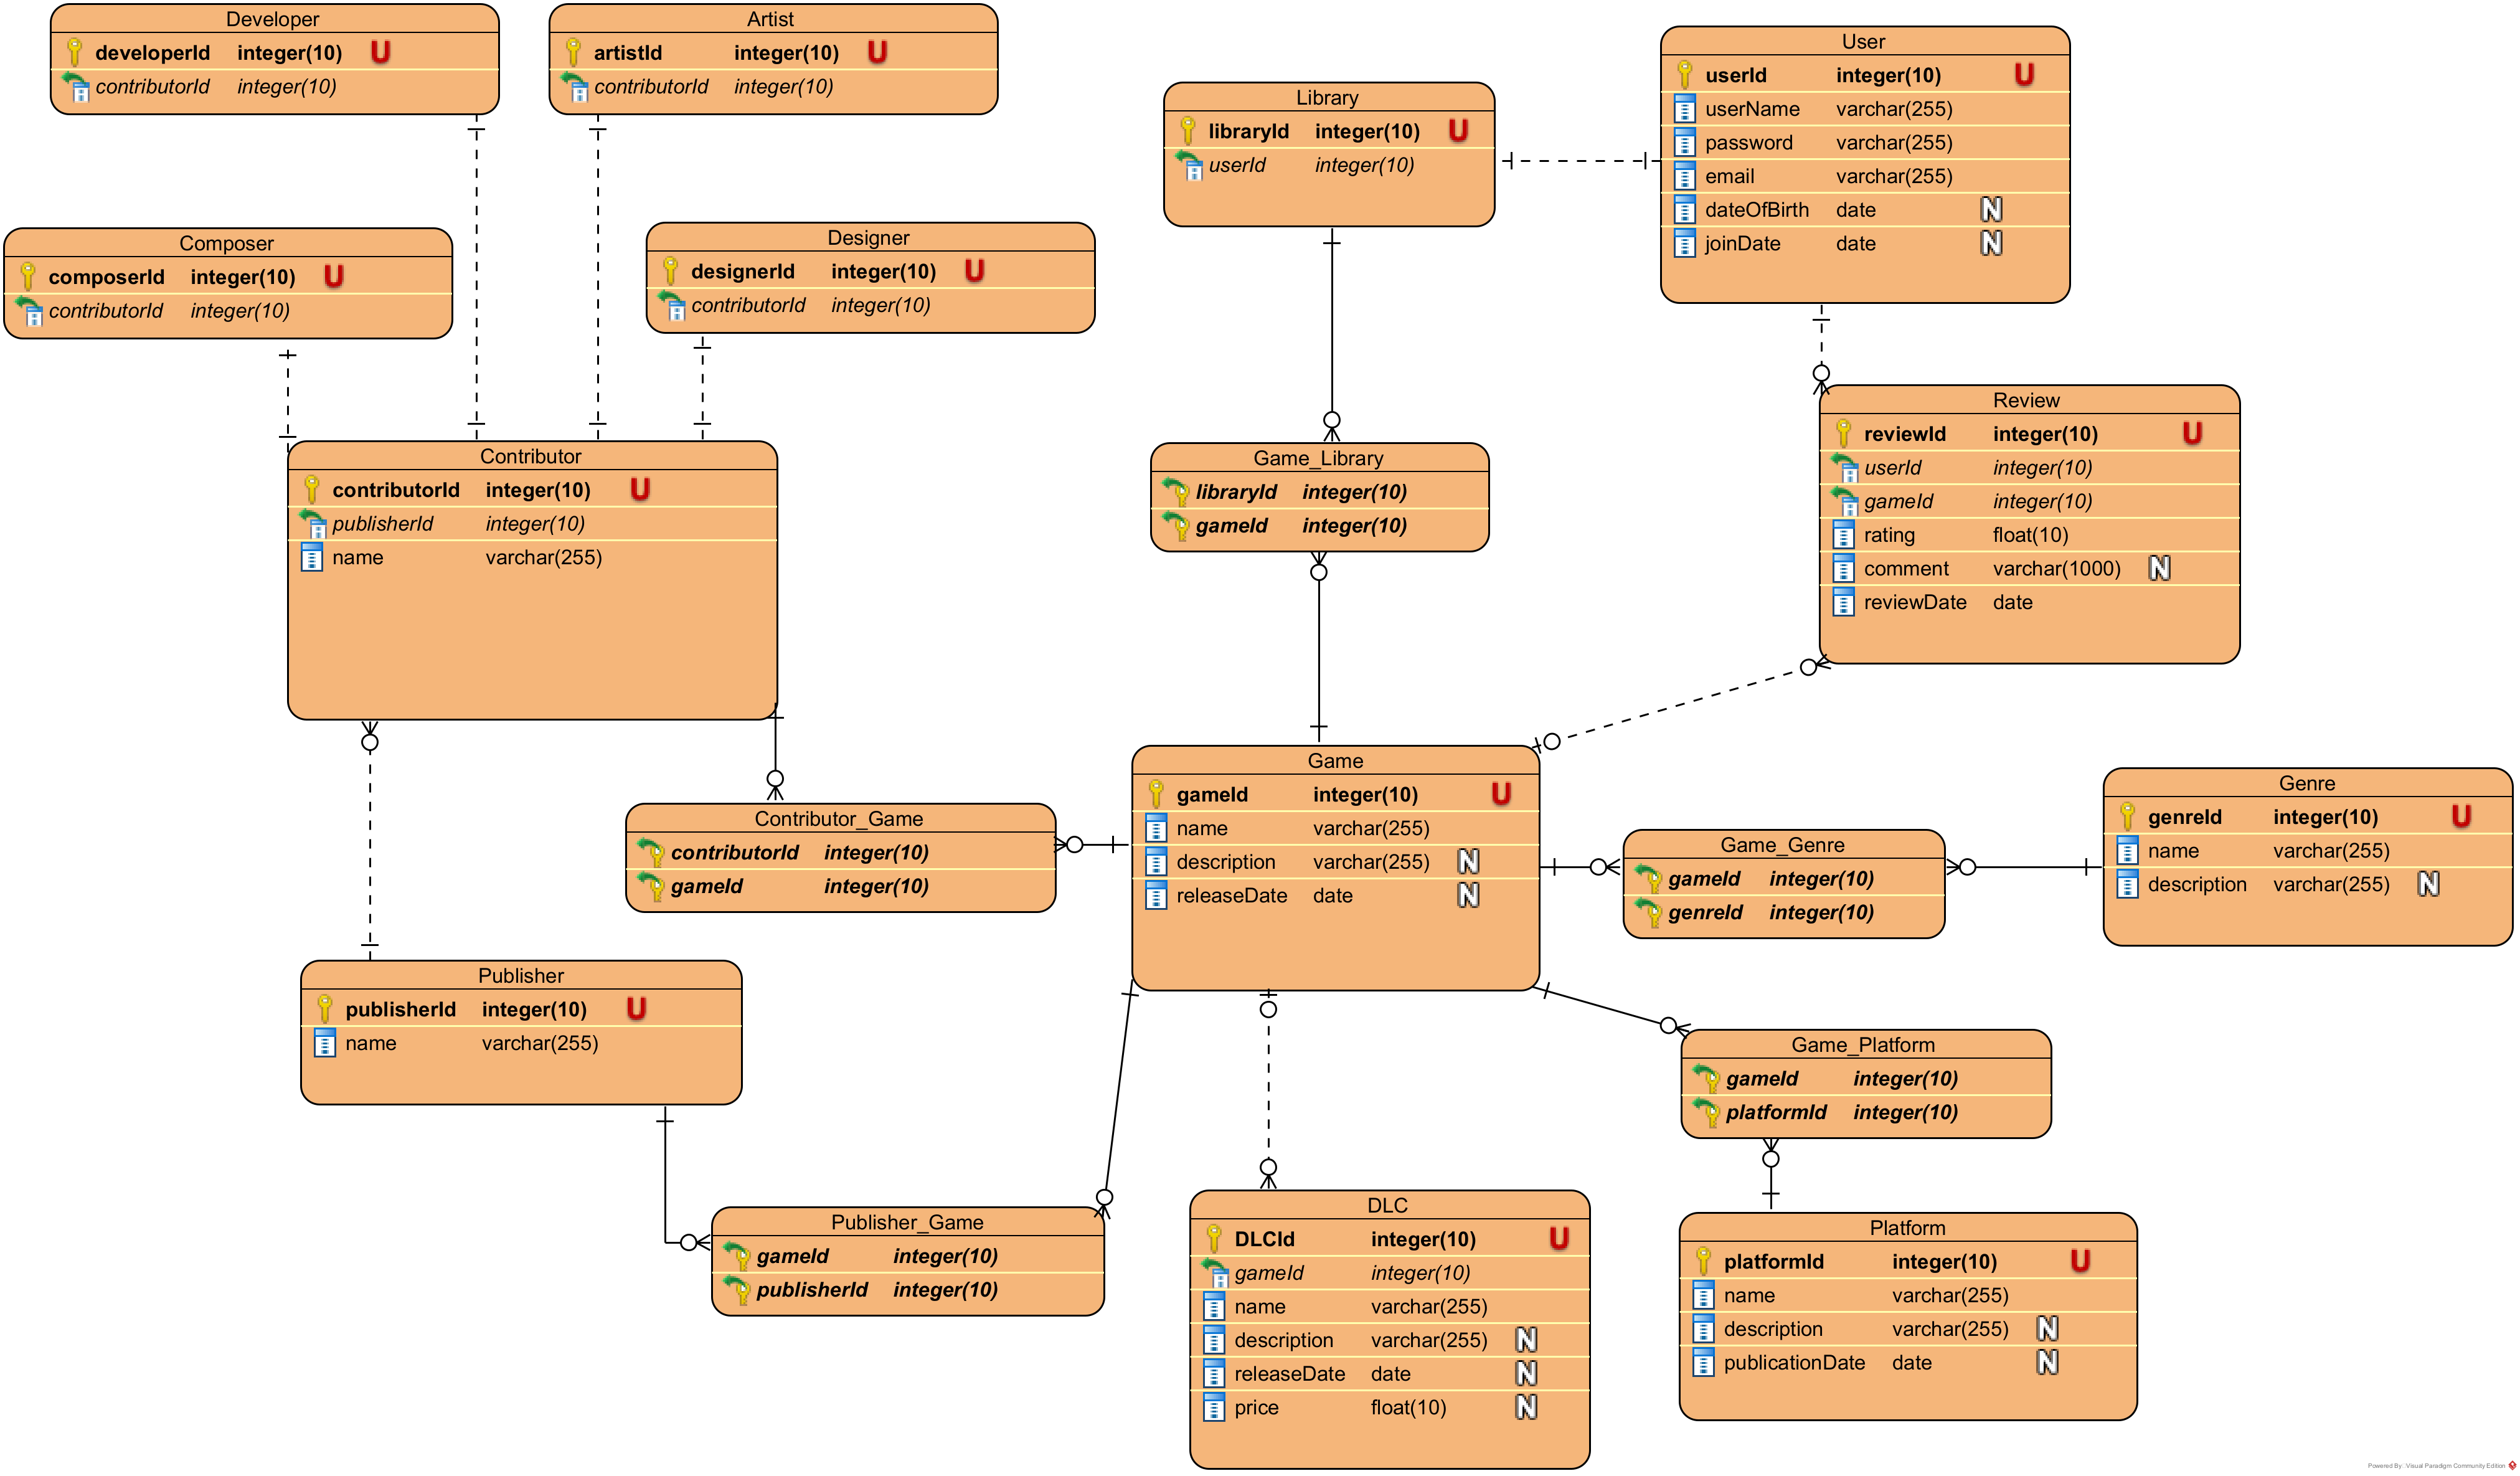 Developer
developerId integer(10) U
contributorId integer(10)
Artist
artistId integer(10) U
contributorId integer(10)
User
userId integer(10) U
userName varchar(255)
password varchar(255)
email varchar(255)
dateOfBirth date N
joinDate date N
Library
libraryId integer(10) U
userId integer(10)
Composer
composerId integer(10) U
contributorId integer(10)
Designer
designerId integer(10) U
contributorId integer(10)
Review
reviewId integer(10) U
userId integer(10)
gameId integer(10)
rating float(10)
comment varchar(1000) N
reviewDate date
Contributor
contributorId integer(10) U
publisherId integer(10)
name varchar(255)
Game_Library
libraryId integer(10)
gameId integer(10)
Game
gameId integer(10) U
name varchar(255)
description varchar(255) N
releaseDate date N
Genre
genreId integer(10) U
name varchar(255)
description varchar(255) N
Contributor_Game
contributorId integer(10)
gameId integer(10)
Game_Genre
gameId integer(10)
genreId integer(10)
Publisher
publisherId integer(10) U
name varchar(255)
Game_Platform
gameId integer(10)
platformId integer(10)
Publisher_Game
gameId integer(10)
publisherId integer(10)
DLC
DLCId integer(10) U
gameId integer(10)
name varchar(255)
description varchar(255) N
releaseDate date N
price float(10) N
Platform
platformId integer(10) U
name varchar(255)
description varchar(255) N
publicationDate date N
Powered By: Visual Paradigm Community Edition